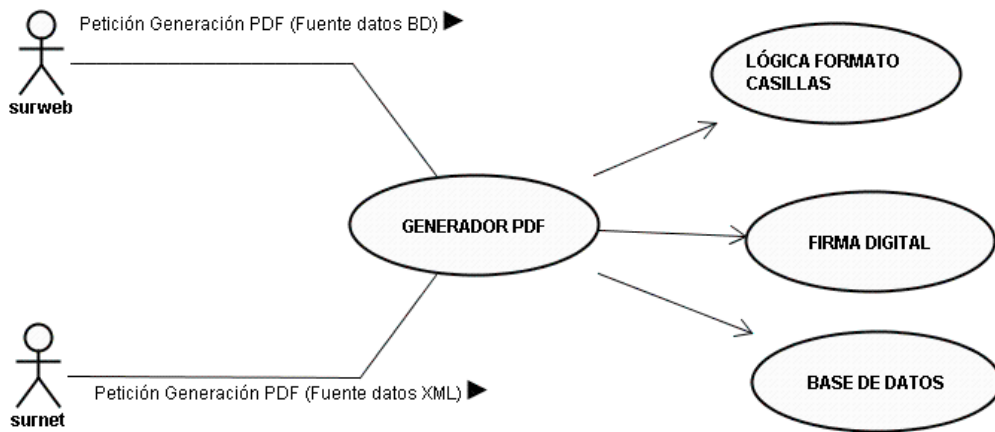 Petición Generación PDF (Fuente datos BD)
surweb
LÓGICA FORMATO
CASILLAS
GENERADOR PDF
FIRMA DIGITAL
BASE DE DATOS
Petición Generación PDF (Fuente datos XML)
surnet